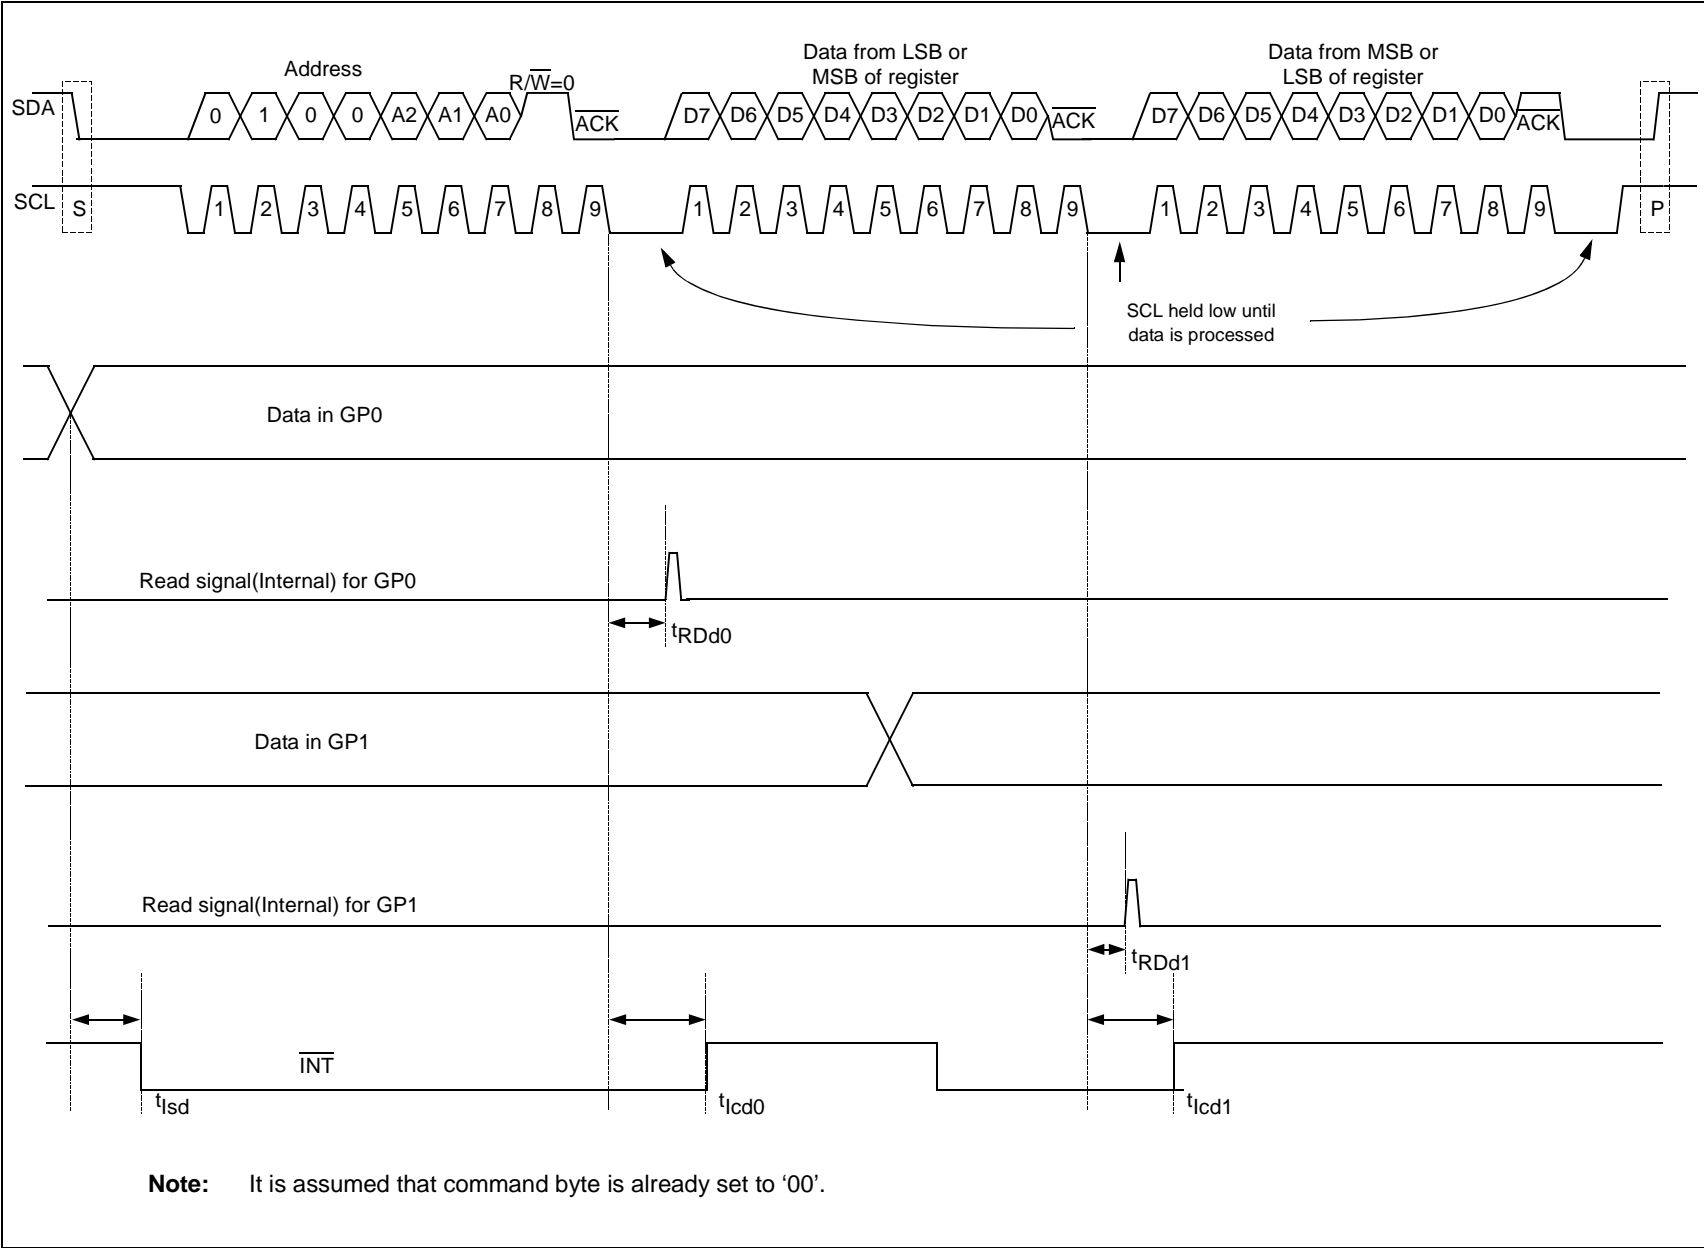 Data from LSB or
MSB of register
Data from MSB or
LSB of register
Address
R/W̅=0
SDA
0 1 0 0 A2 A1 A0
A̅C̅K̅
D7 D6 D5 D4 D3 D2 D1 D0
A̅C̅K̅
D7 D6 D5 D4 D3 D2 D1 D0
A̅C̅K̅
SCL
S
1 2 3 4 5 6 7 8 9
1 2 3 4 5 6 7 8 9
1 2 3 4 5 6 7 8 9
P
SCL held low until
data is processed
Data in GP0
Read signal(Internal) for GP0
tRDd0
Data in GP1
Read signal(Internal) for GP1
tRDd1
I̅N̅T̅
tIsd
tIcd0
tIcd1
Note: It is assumed that command byte is already set to ‘00’.